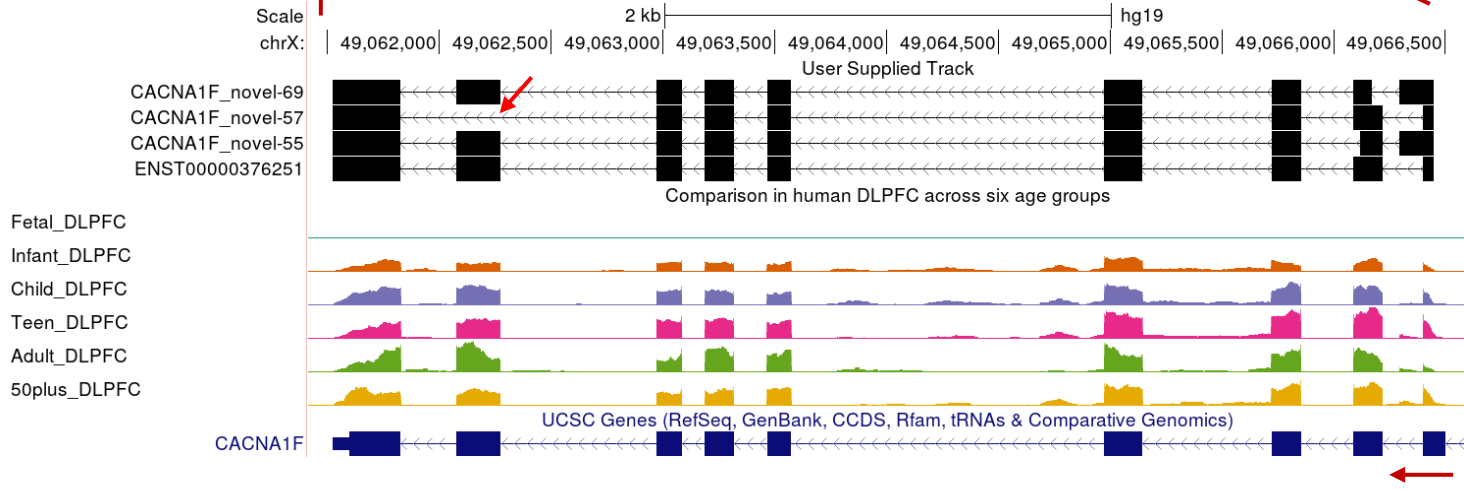 Scale 2 kb hg19
chrX: 49,062,000 49,062,500 49,063,000 49,063,500 49,064,000 49,064,500 49,065,000 49,065,500 49,066,000 49,066,500
User Supplied Track
CACNA1F_novel-69
CACNA1F_novel-57
CACNA1F_novel-55
ENST00000376251
Comparison in human DLPFC across six age groups
Fetal_DLPFC
Infant_DLPFC
Child_DLPFC
Teen_DLPFC
Adult_DLPFC
50plus_DLPFC
UCSC Genes (RefSeq, GenBank, CCDS, Rfam, tRNAs & Comparative Genomics)
CACNA1F